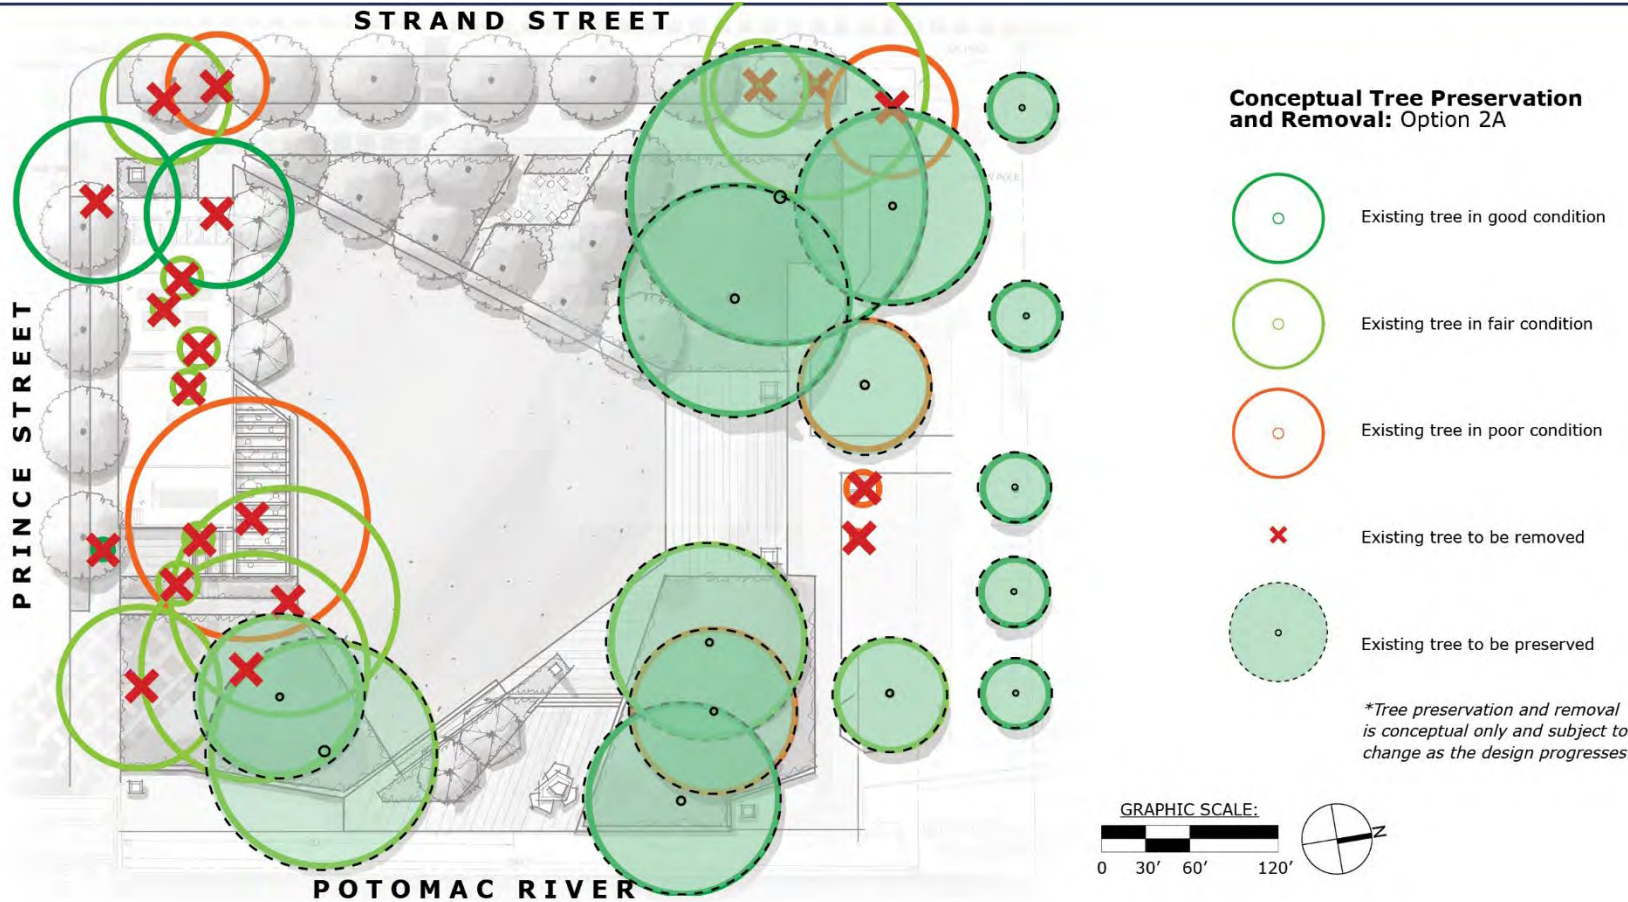 STRAND STREET
PRINCE STREET
POTOMAC RIVER
Conceptual Tree Preservation
and Removal: Option 2A
Existing tree in good condition
Existing tree in fair condition
Existing tree in poor condition
Existing tree to be removed
Existing tree to be preserved
*Tree preservation and removal
is conceptual only and subject to
change as the design progresses.
GRAPHIC SCALE:
0 30’ 60’ 120’
N